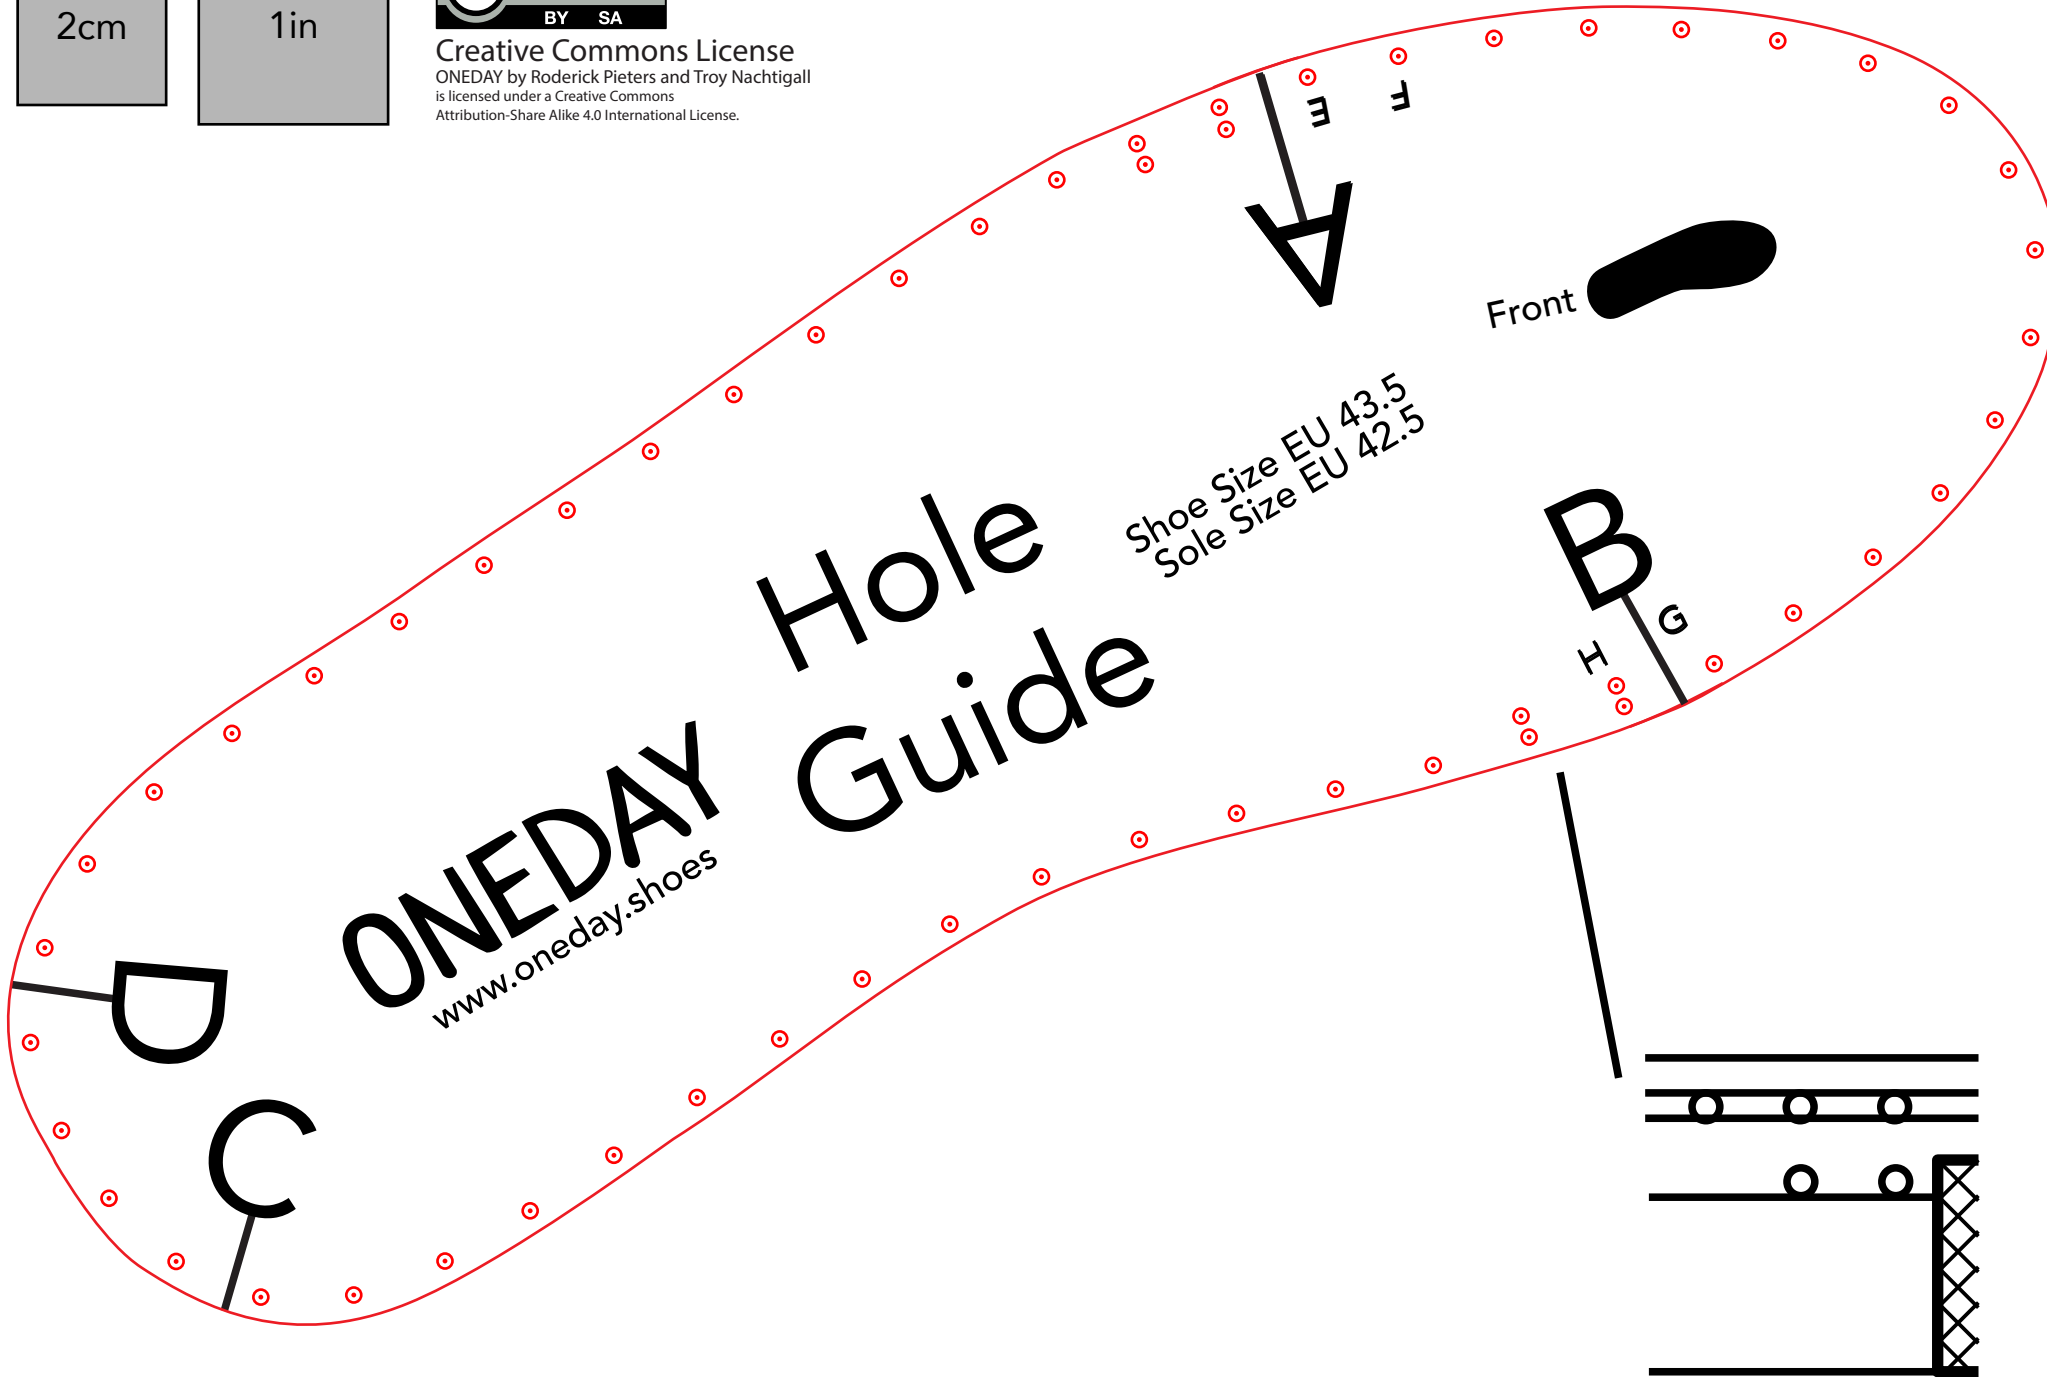 2cm
1in
BY SA
Creative Commons License
ONEDAY by Roderick Pieters and Troy Nachtigall
is licensed under a Creative Commons
Attribution-Share Alike 4.0 International License.
E
F
A
Front
Shoe Size EU 43.5
Sole Size EU 42.5
Hole
Guide
B
G
H
ONEDAY
www.oneday.shoes
D
C